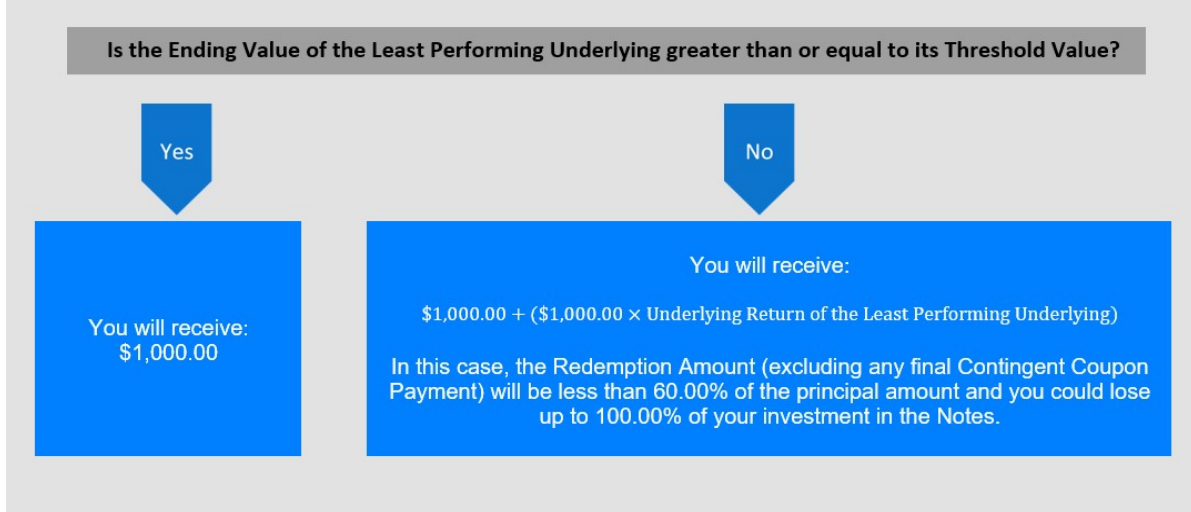 Is the Ending Value of the Least Performing Underlying greater than or equal to its Threshold Value?
Yes
No
You will receive:
$1,000.00
You will receive:
$1,000.00 + ($1,000.00 × Underlying Return of the Least Performing Underlying)
In this case, the Redemption Amount (excluding any final Contingent Coupon
Payment) will be less than 60.00% of the principal amount and you could lose
up to 100.00% of your investment in the Notes.